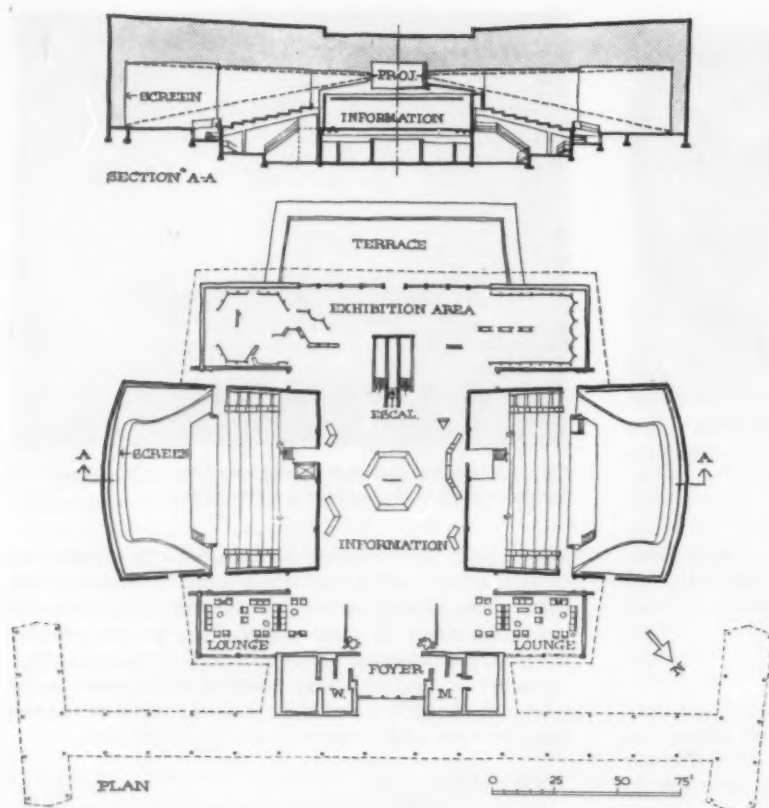 PROJ.
SCREEN
INFORMATION
SECTION A-A
TERRACE
EXHIBITION AREA
ESCAL.
A
SCREEN
A
INFORMATION
LOUNGE
LOUNGE
FOYER
W.
M.
N
PLAN
0 25 50 75'